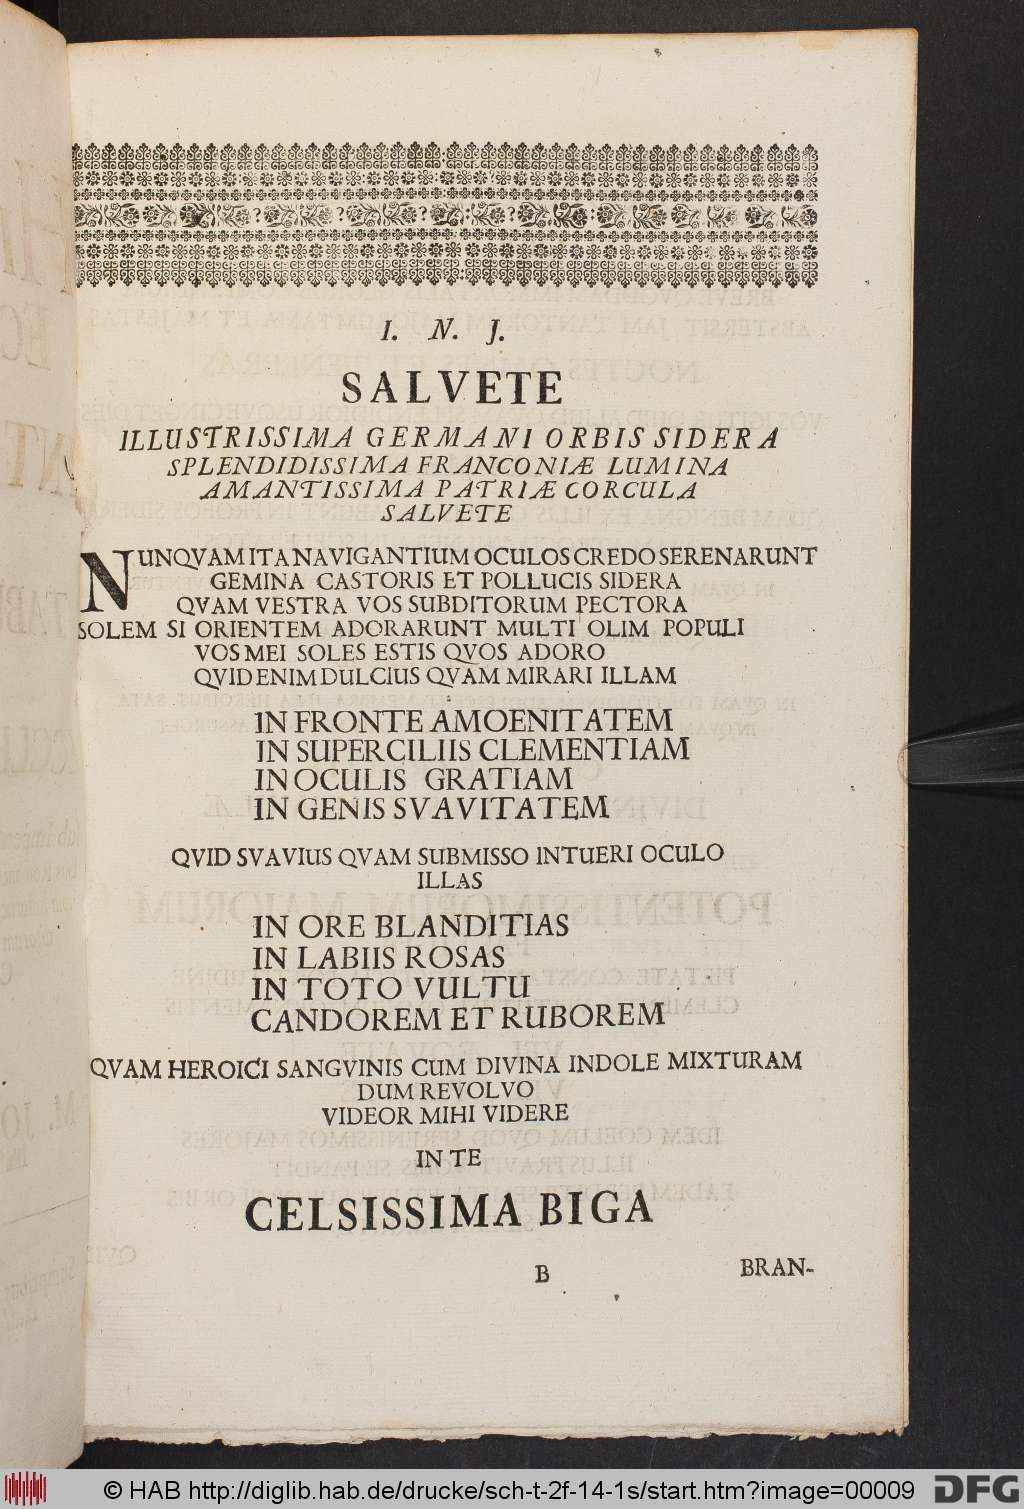 I. N. J.
SALVETE
ILLUSTRISSIMA GERMANI ORBIS SIDERA
SPLENDIDISSIMA FRANCONIÆ LUMINA
AMANTISSIMA PATRIÆ CORCULA
SALVETE
NUNQVAM ITA NAVIGANTIUM OCULOS CREDO SERENARUNT
GEMINA CASTORIS ET POLLUCIS SIDERA
QVAM VESTRA VOS SUBDITORUM PECTORA
SOLEM SI ORIENTEM ADORARUNT MULTI OLIM POPULI
VOS MEI SOLES ESTIS QVOS ADORO
QVID ENIM DULCIUS QVAM MIRARI ILLAM
IN FRONTE AMOENITATEM
IN SUPERCILIIS CLEMENTIAM
IN OCULIS GRATIAM
IN GENIS SVAVITATEM
QVID SVAVIUS QVAM SUBMISSO INTUERI OCULO
ILLAS
IN ORE BLANDITIAS
IN LABIIS ROSAS
IN TOTO VULTU
CANDOREM ET RUBOREM
QVAM HEROICI SANGVINIS CUM DIVINA INDOLE MIXTURAM
DUM REVOLVO
VIDEOR MIHI VIDERE
IN TE
CELSISSIMA BIGA
B BRAN-
© HAB http://diglib.hab.de/drucke/sch-t-2f-14-1s/start.htm?image=00009
DFG